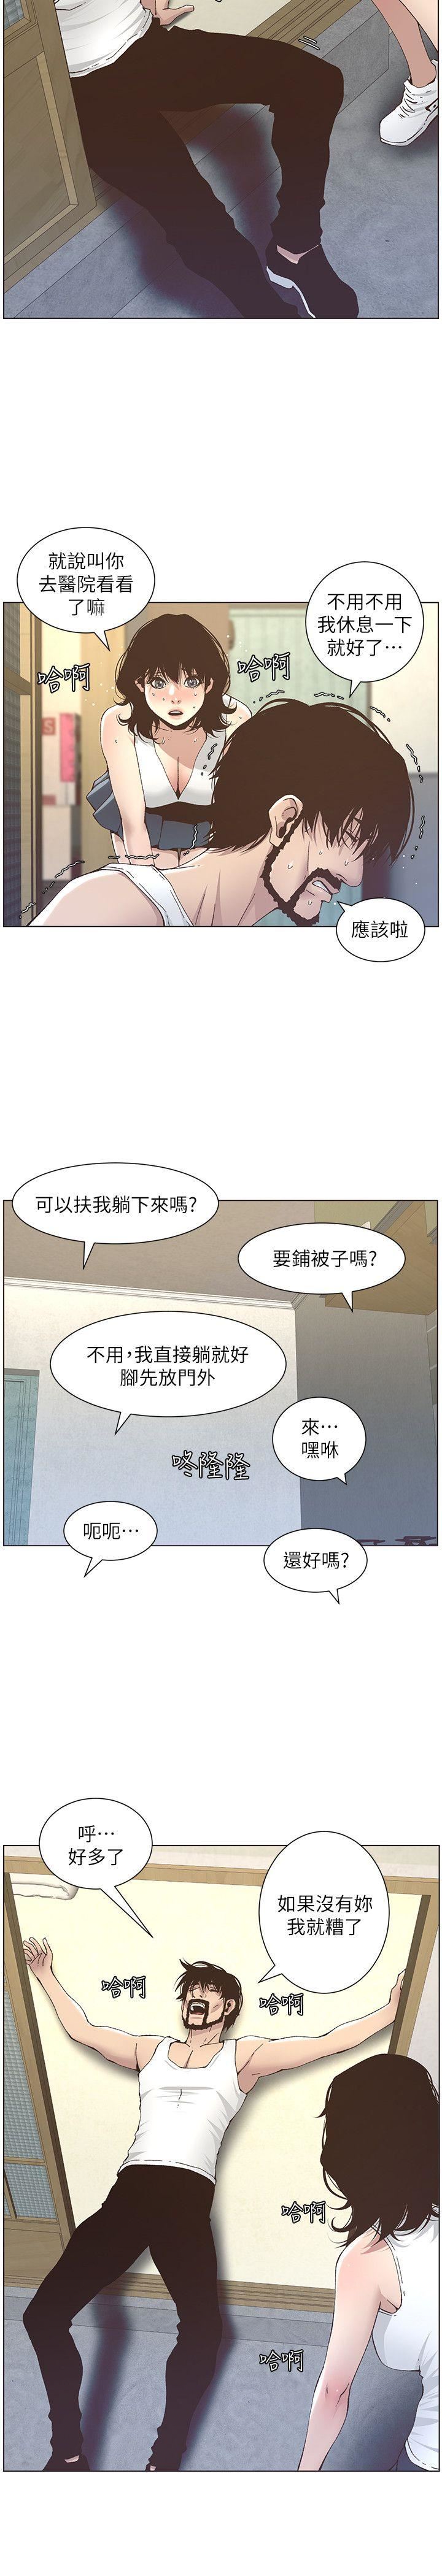 就說叫你
去醫院看看
了嘛
不用不用
我休息一下
就好了…
哈啊
哈啊
應該啦
可以扶我躺下來嗎?
要鋪被子嗎?
不用,我直接躺就好
腳先放門外
來…
嘿咻
咚隆隆
呃呃…
還好嗎?
呼…
好多了
如果沒有妳
我就糟了
哈啊
哈啊
哈啊
哈啊